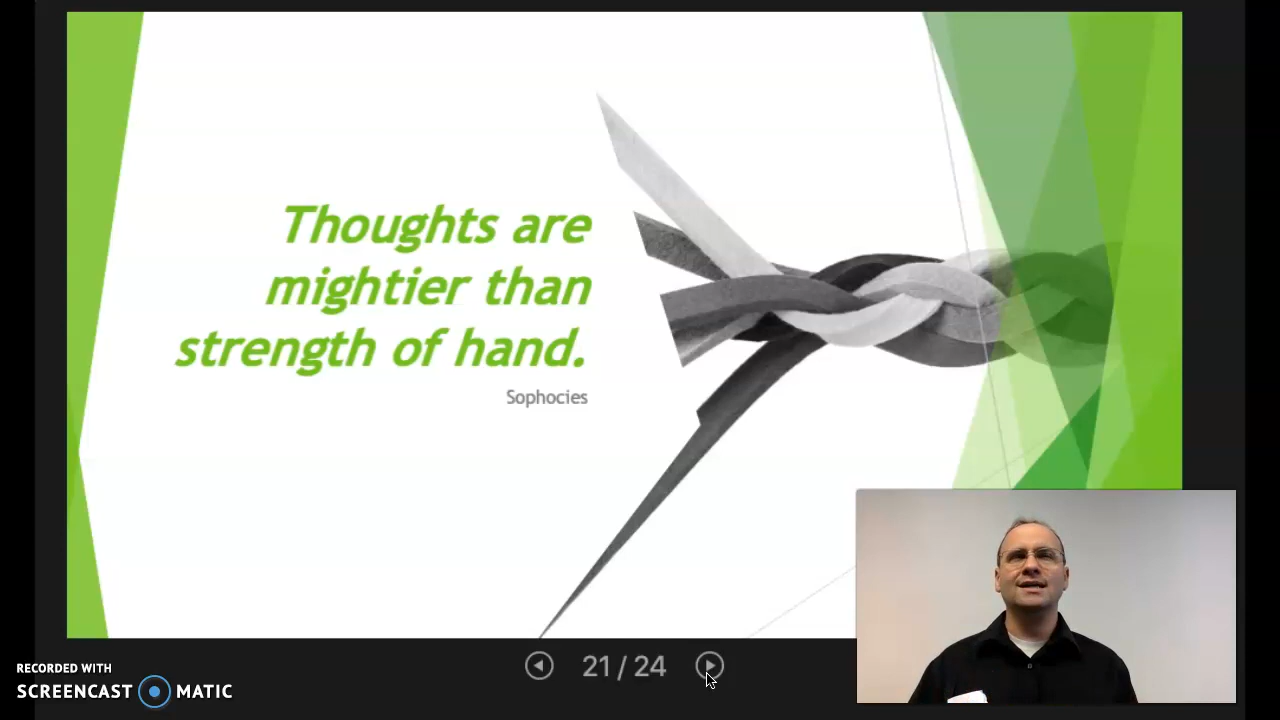 Thoughts are
mightier than
strength of hand.
Sophocies
21 / 24
RECORDED WITH
SCREENCAST MATIC